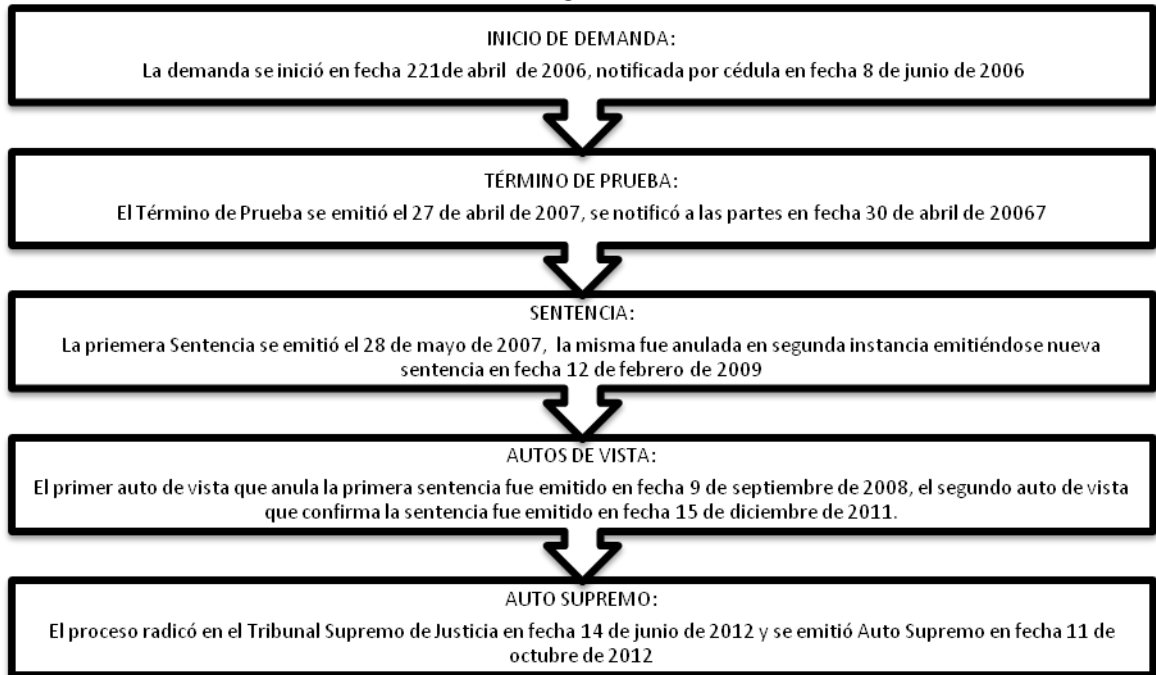 INICIO DE DEMANDA:
La demanda se inició en fecha 221de abril  de 2006, notificada por cédula en fecha 8 de junio de 2006
TÉRMINO DE PRUEBA:
El Término de Prueba se emitió el 27 de abril de 2007, se notificó a las partes en fecha 30 de abril de 20067
SENTENCIA:
La priemera Sentencia se emitió el 28 de mayo de 2007,  la misma fue anulada en segunda instancia emitiéndose nueva
sentencia en fecha 12 de febrero de 2009
AUTOS DE VISTA:
El primer auto de vista que anula la primera sentencia fue emitido en fecha 9 de septiembre de 2008, el segundo auto de vista
que confirma la sentencia fue emitido en fecha 15 de diciembre de 2011.
AUTO SUPREMO:
El proceso radicó en el Tribunal Supremo de Justicia en fecha 14 de junio de 2012 y se emitió Auto Supremo en fecha 11 de
octubre de 2012